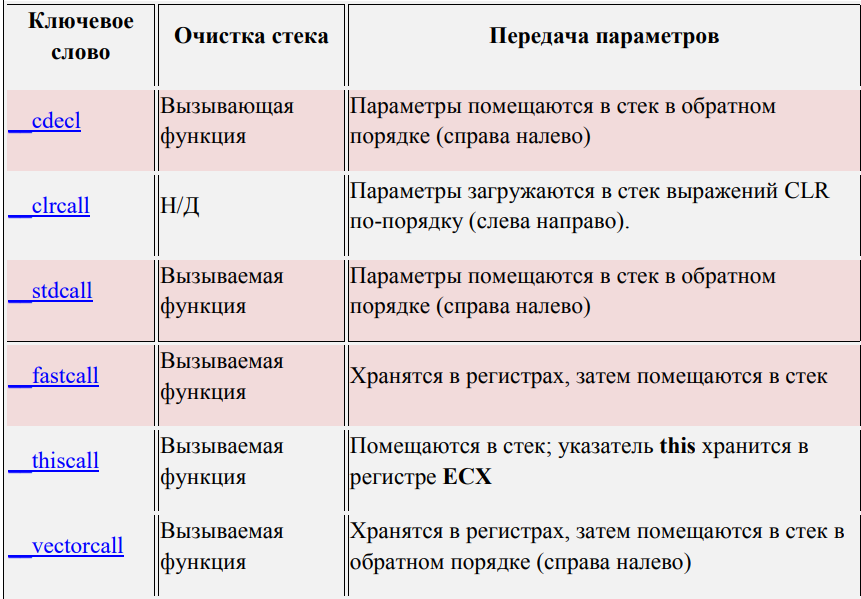 Ключевое слово
Очистка стека
Передача параметров
__cdecl
Вызывающая
функция
Параметры помещаются в стек в обратном
порядке (справа налево)
__clrcall
Н/Д
Параметры загружаются в стек выражений CLR
по-порядку (слева направо).
__stdcall
Вызываемая
функция
Параметры помещаются в стек в обратном
порядке (справа налево)
__fastcall
Вызываемая
функция
Хранятся в регистрах, затем помещаются в стек
__thiscall
Вызываемая
функция
Помещаются в стек; указатель this хранится в
регистре ECX
__vectorcall
Вызываемая
функция
Хранятся в регистрах, затем помещаются в стек в
обратном порядке (справа налево)